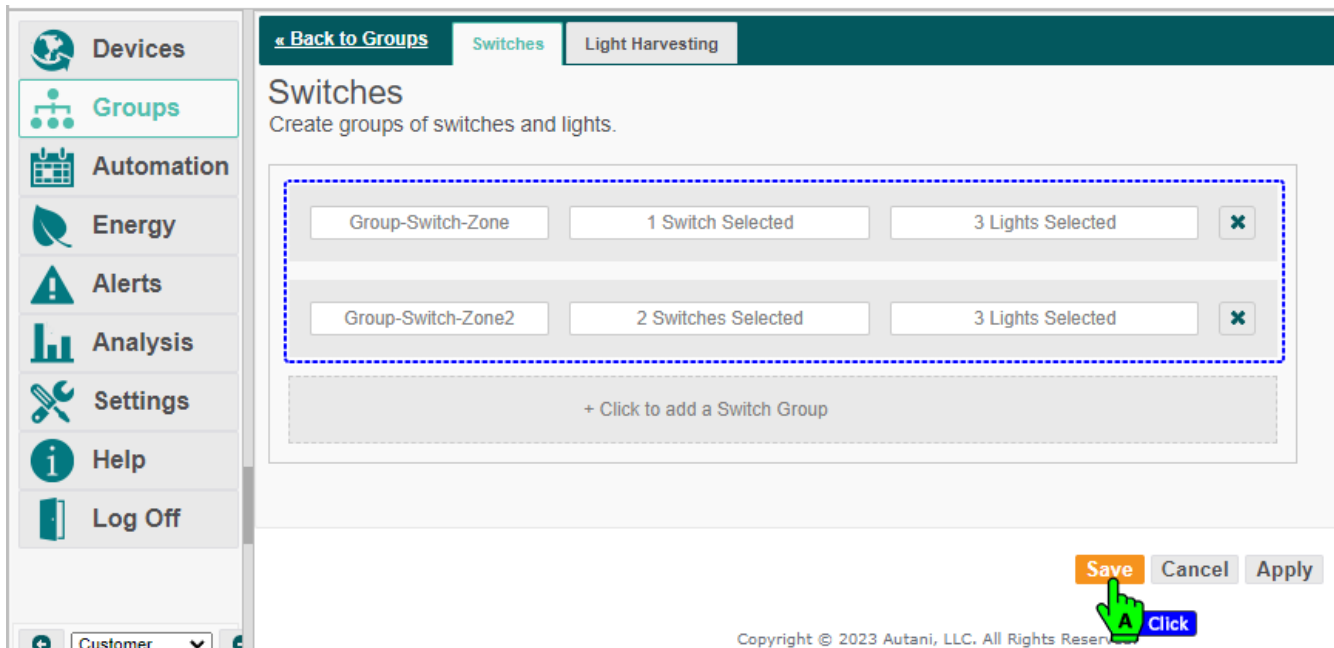 Devices
Groups
Automation
Energy
Alerts
Analysis
Settings
Help
Log Off
Customer
« Back to Groups
Switches
Light Harvesting
Switches
Create groups of switches and lights.
Group-Switch-Zone 1 Switch Selected 3 Lights Selected
Group-Switch-Zone2 2 Switches Selected 3 Lights Selected
+ Click to add a Switch Group
Save Cancel Apply
A Click
Copyright © 2023 Autani, LLC. All Rights